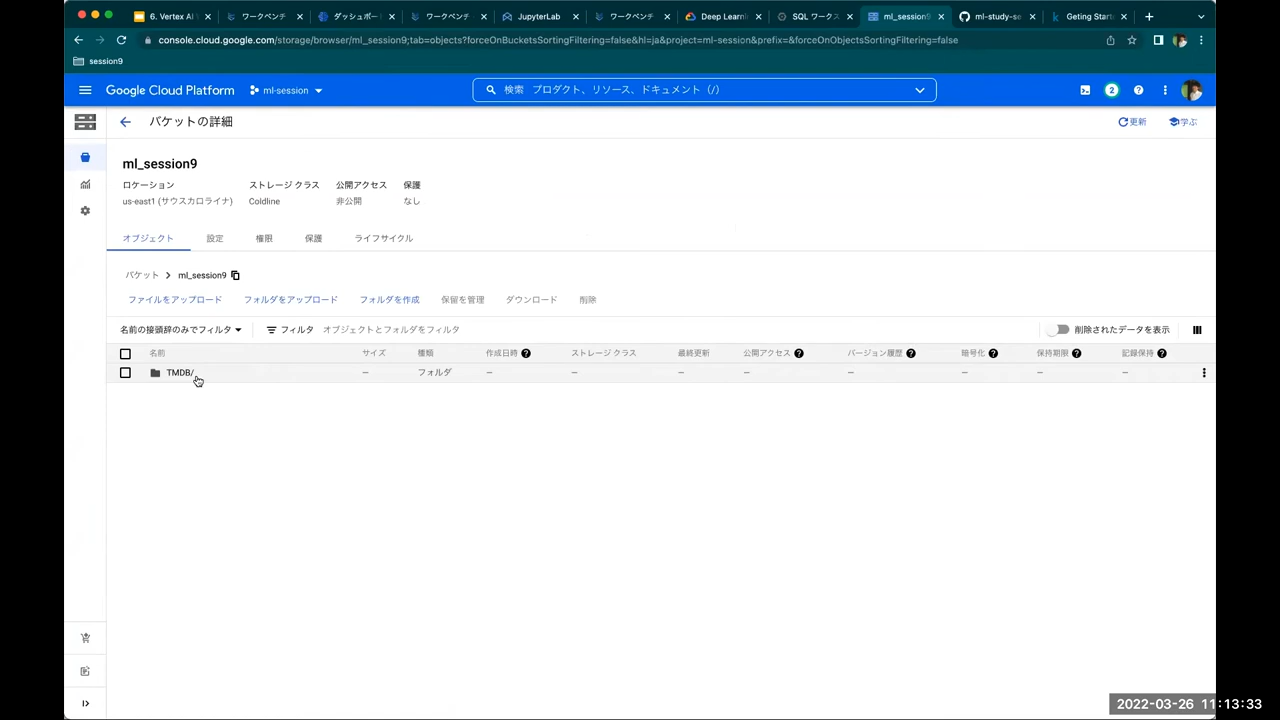 6. Vertex AI
ワークベンチ
ダッシュボー
ワークベンチ
JupyterLab
ワークベンチ
Deep Learni
SQL ワークス
ml_session9
ml-study-se
Geting Start
console.cloud.google.com/storage/browser/ml_session9;tab=objects?forceOnBucketsSortingFiltering=false&hl=ja&project=ml-session&prefix=&forceOnObjectsSortingFiltering=false
session9
Google Cloud Platform
ml-session
検索 プロダクト、リソース、ドキュメント（/）
2
バケットの詳細
更新
学ぶ
ml_session9
ロケーション ストレージ クラス 公開アクセス 保護
us-east1 (サウスカロライナ) Coldline 非公開 なし
オブジェクト 設定 権限 保護 ライフサイクル
バケット > ml_session9
ファイルをアップロード フォルダをアップロード フォルダを作成 保留を管理 ダウンロード 削除
名前の接頭辞のみでフィルタ フィルタ オブジェクトとフォルダをフィルタ 削除されたデータを表示
名前 サイズ 種類 作成日時 ストレージ クラス 最終更新 公開アクセス バージョン履歴 暗号化 保持期限 記録保持
TMDB/ — フォルダ — — — — — — — —
2022-03-26 11:13:33